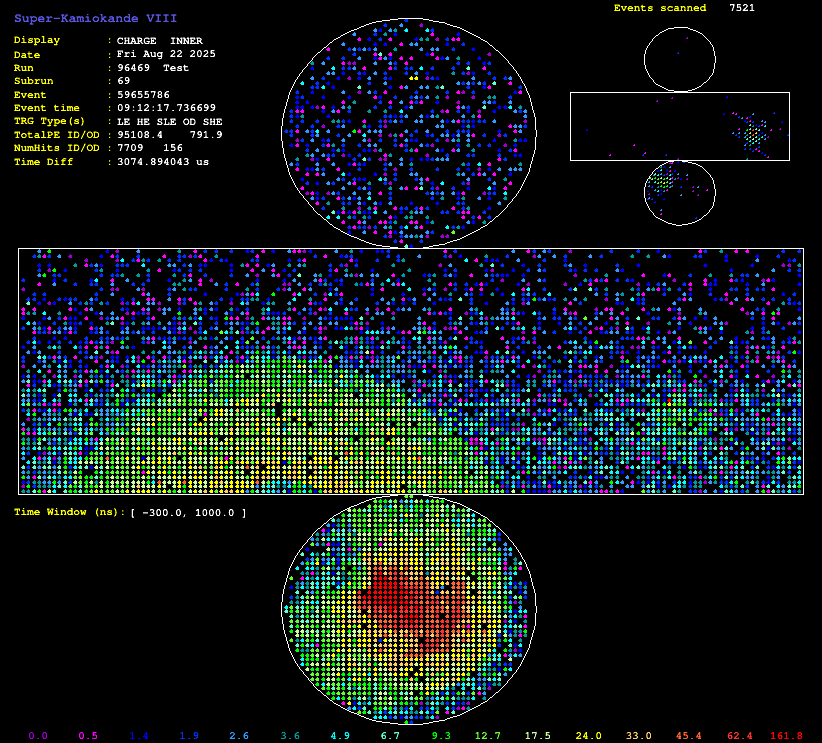 Super-Kamiokande VIII
Events scanned 7521
Display : CHARGE INNER
Date : Fri Aug 22 2025
Run : 96469 Test
Subrun : 69
Event : 59655786
Event time : 09:12:17.736699
TRG Type(s) : LE HE SLE OD SHE
TotalPE ID/OD : 95108.4 791.9
NumHits ID/OD : 7709 156
Time Diff : 3074.894043 us
Time Window (ns): [ -300.0, 1000.0 ]
0.0 0.5 1.4 1.9 2.6 3.6 4.9 6.7 9.3 12.7 17.5 24.0 33.0 45.4 62.4 161.8